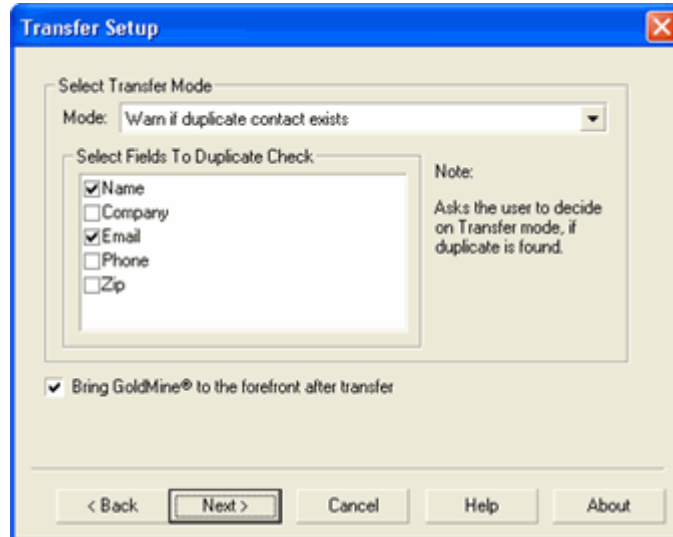 Transfer Setup
Select Transfer Mode
Mode: Warn if duplicate contact exists
Select Fields To Duplicate Check
Name
Company
Email
Phone
Zip
Note:
Asks the user to decide
on Transfer mode, if
duplicate is found.
Bring GoldMine® to the forefront after transfer
< Back
Next >
Cancel
Help
About